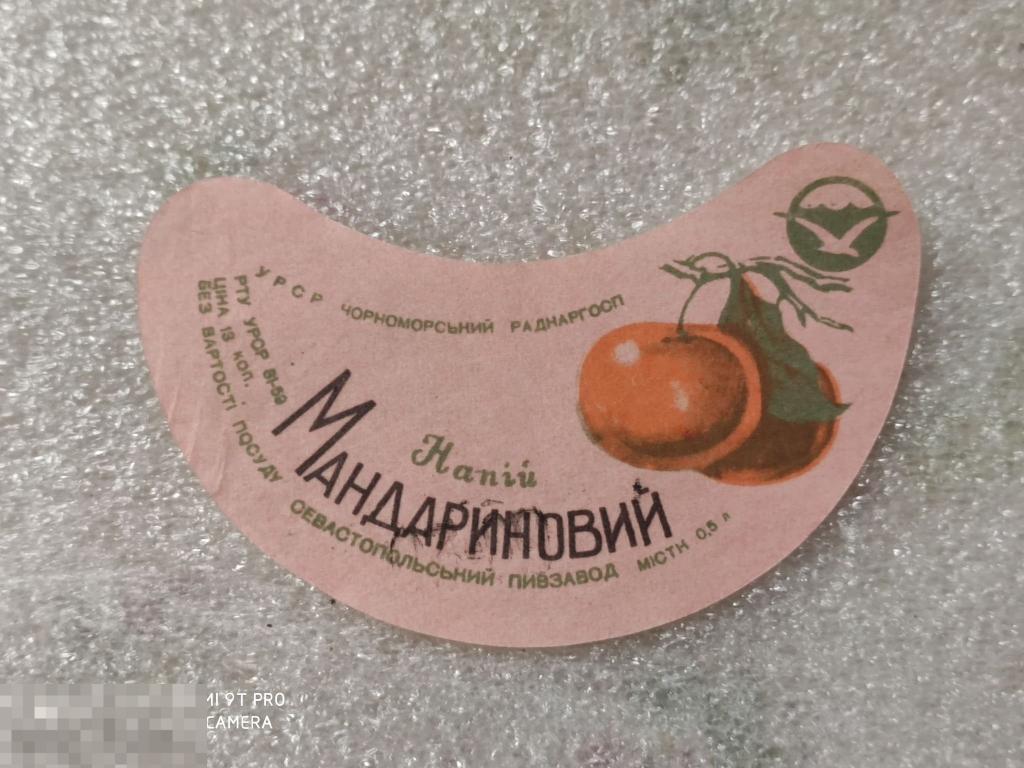 УРСР ЧОРНОМОРСЬКИЙ РАДНАРГОСП
РТУ УРСР 81-59
ЦІНА 13 КОП.
БЕЗ ВАРТОСТІ ПОСУДУ
Напій
МАНДАРИНОВИЙ
СЕВАСТОПОЛЬСЬКИЙ ПИВЗАВОД МІСТК 0,5 л
MI 9T PRO
CAMERA